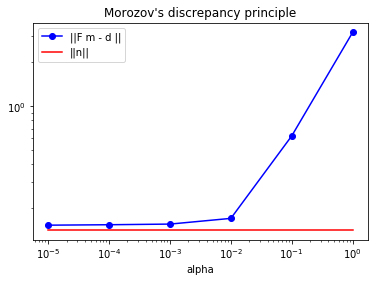 Morozov's discrepancy principle
||F m - d ||
||n||
10⁰
10⁻⁵ 10⁻⁴ 10⁻³ 10⁻² 10⁻¹ 10⁰
alpha